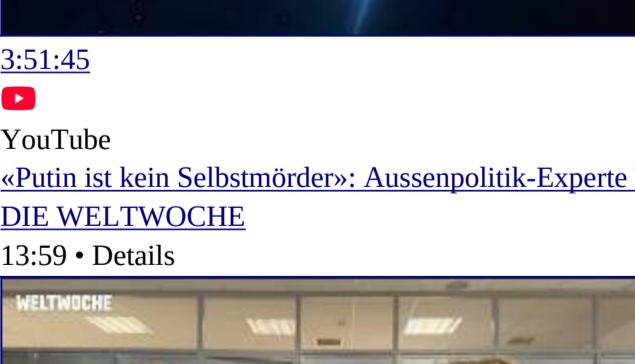 3:51:45
YouTube
«Putin ist kein Selbstmörder»: Aussenpolitik-Experte
DIE WELTWOCHE
13:59 • Details
WELTWOCHE